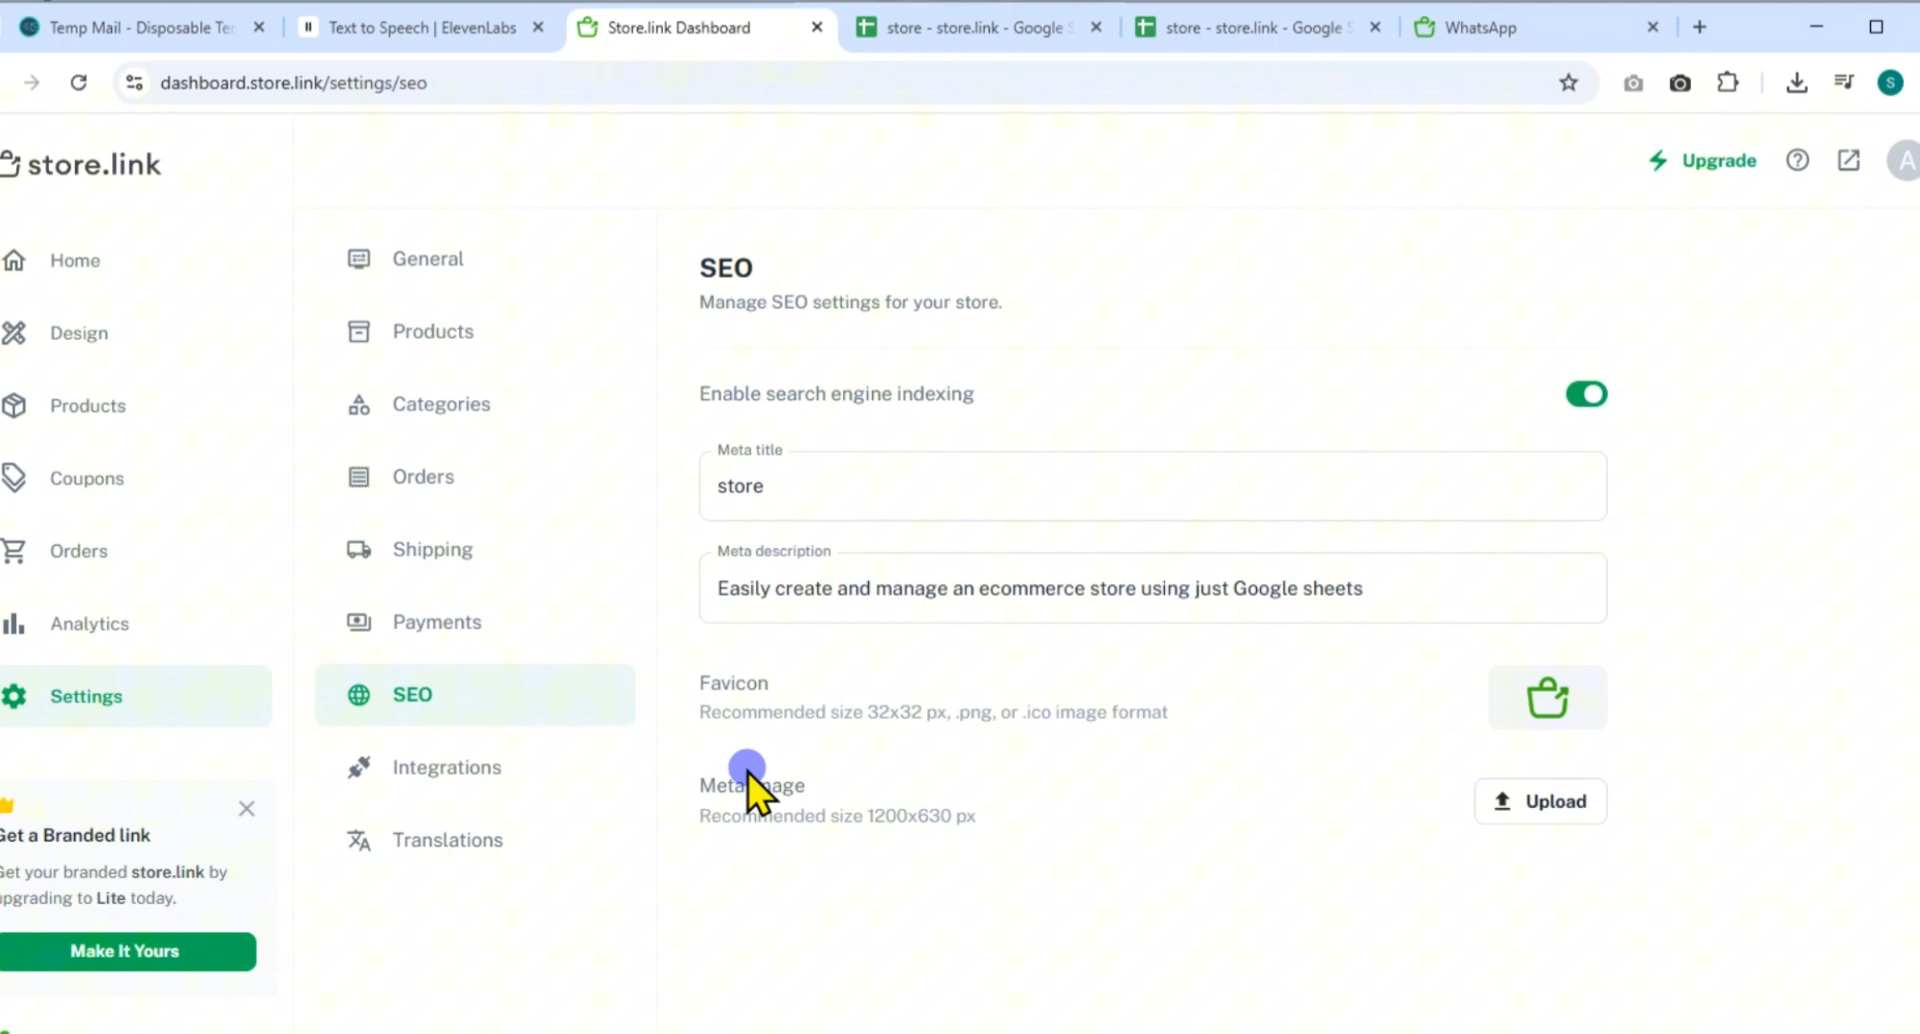 Temp Mail - Disposable Ter
Text to Speech | ElevenLabs
Store.link Dashboard
store - store.link - Google S
store - store.link - Google S
WhatsApp
dashboard.store.link/settings/seo
S
store.link
Upgrade
A
Home
Design
Products
Coupons
Orders
Analytics
Settings
Get a Branded link
Get your branded store.link by
upgrading to Lite today.
Make It Yours
General
Products
Categories
Orders
Shipping
Payments
SEO
Integrations
Translations
SEO
Manage SEO settings for your store.
Enable search engine indexing
Meta title
store
Meta description
Easily create and manage an ecommerce store using just Google sheets
Favicon
Recommended size 32x32 px, .png, or .ico image format
Meta image
Recommended size 1200x630 px
Upload